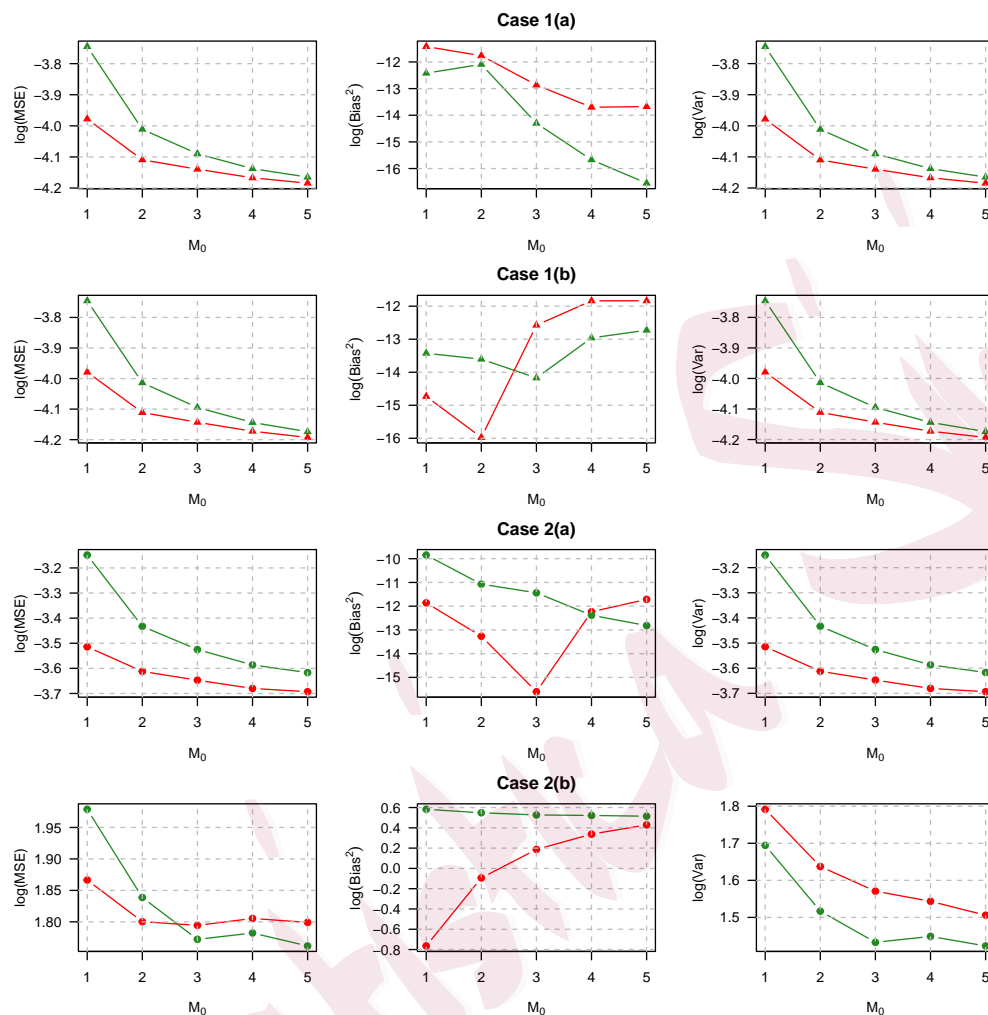 Case 1(a)
log(MSE)
−3.8
−3.9
−4.0
−4.1
−4.2
1 2 3 4 5
M₀
log(Bias²)
−12
−13
−14
−15
−16
1 2 3 4 5
M₀
log(Var)
−3.8
−3.9
−4.0
−4.1
−4.2
1 2 3 4 5
M₀
Case 1(b)
log(MSE)
−3.8
−3.9
−4.0
−4.1
−4.2
1 2 3 4 5
M₀
log(Bias²)
−12
−13
−14
−15
−16
1 2 3 4 5
M₀
log(Var)
−3.8
−3.9
−4.0
−4.1
−4.2
1 2 3 4 5
M₀
Case 2(a)
log(MSE)
−3.2
−3.3
−3.4
−3.5
−3.6
−3.7
1 2 3 4 5
M₀
log(Bias²)
−10
−11
−12
−13
−15
1 2 3 4 5
M₀
log(Var)
−3.2
−3.3
−3.4
−3.5
−3.6
−3.7
1 2 3 4 5
M₀
Case 2(b)
log(MSE)
1.95
1.90
1.85
1.80
1 2 3 4 5
M₀
log(Bias²)
0.6
0.4
0.2
0.0
−0.2
−0.4
−0.6
−0.8
1 2 3 4 5
M₀
log(Var)
1.8
1.7
1.6
1.5
1 2 3 4 5
M₀